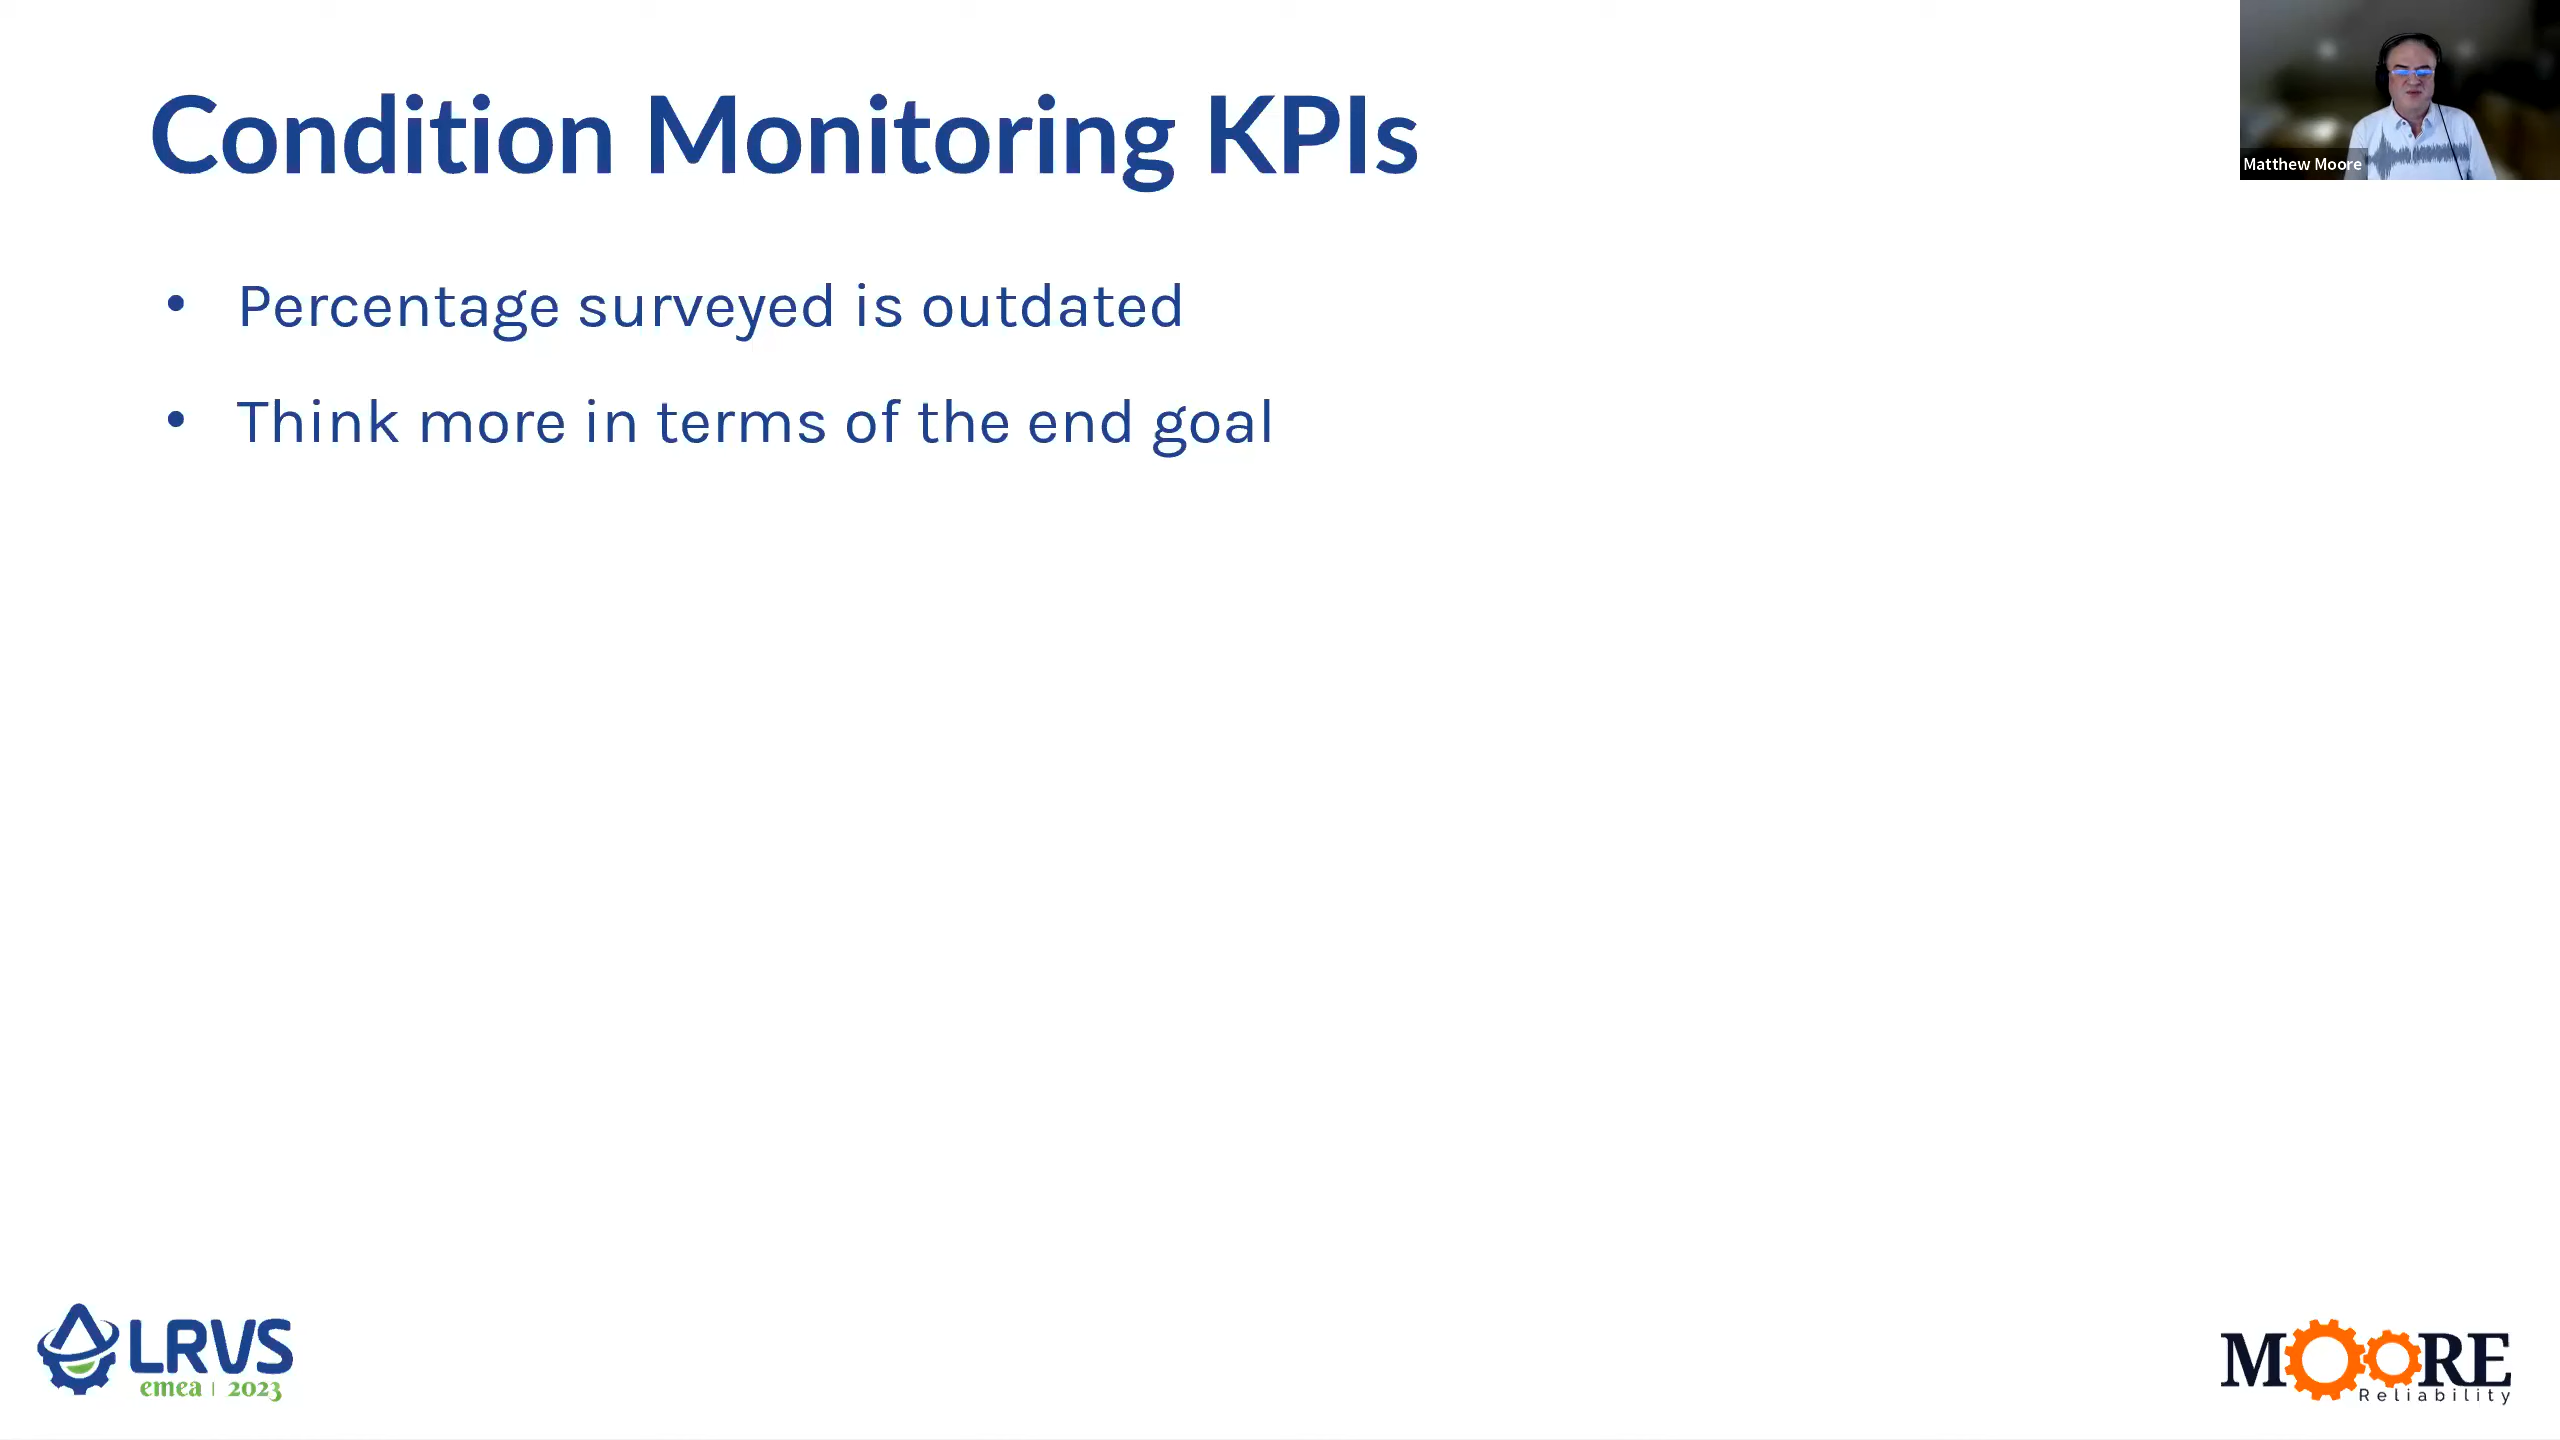 Condition Monitoring KPIs
Matthew Moore
• Percentage surveyed is outdated
• Think more in terms of the end goal
LRVS
emea | 2023
MOORE
Reliability